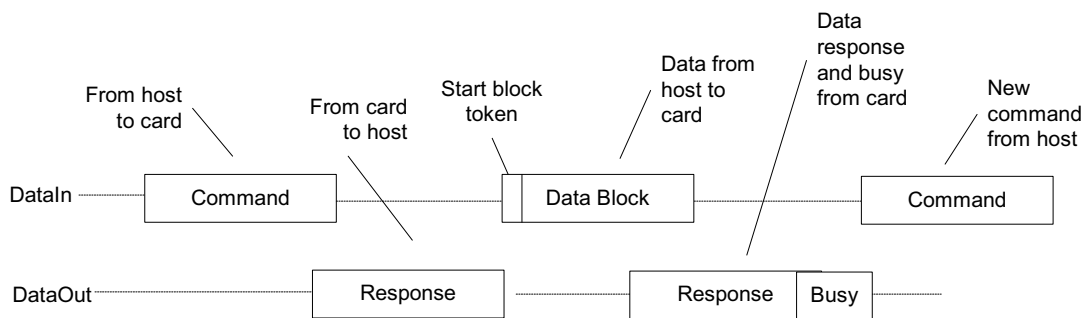 From host
to card
From card
to host
Start block
token
Data from
host to
card
Data
response
and busy
from card
New
command
from host
DataIn
Command
Data Block
Command
DataOut
Response
Response
Busy